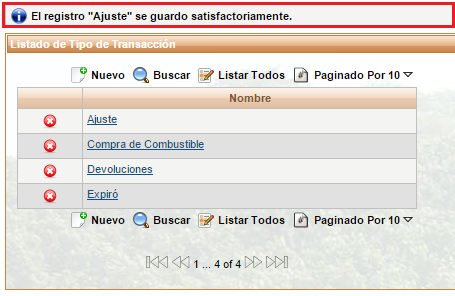 El registro "Ajuste" se guardo satisfactoriamente.
Listado de Tipo de Transacción
Nuevo Buscar Listar Todos # Paginado Por 10
Nombre
Ajuste
Compra de Combustible
Devoluciones
Expiró
Nuevo Buscar Listar Todos # Paginado Por 10
1 ... 4 of 4